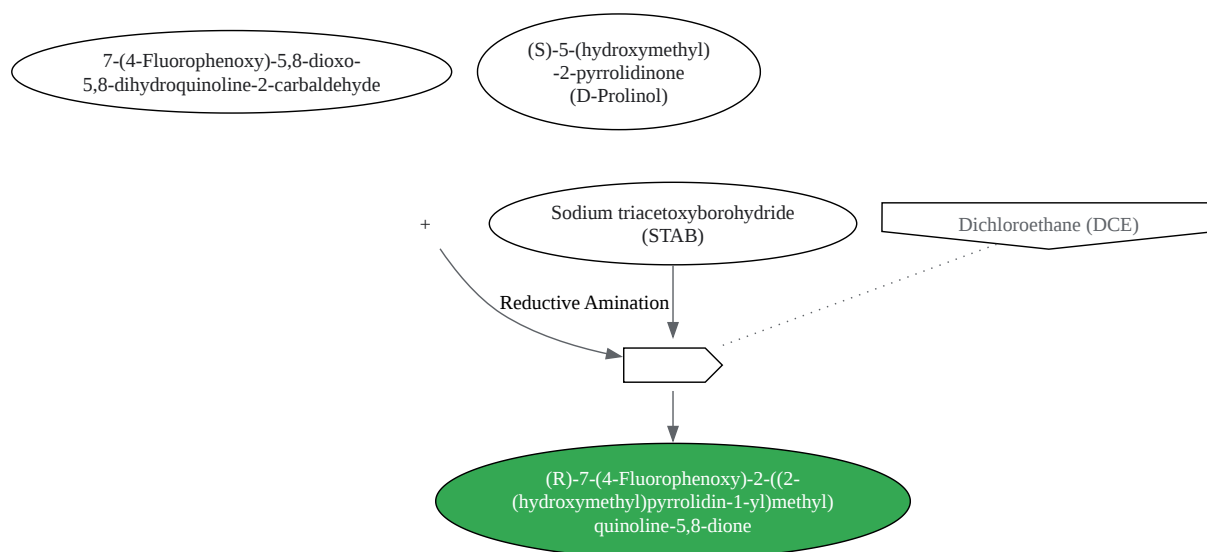 7-(4-Fluorophenoxy)-5,8-dioxo-
5,8-dihydroquinoline-2-carbaldehyde
(S)-5-(hydroxymethyl)
-2-pyrrolidinone
(D-Prolinol)
+
Sodium triacetoxyborohydride
(STAB)
Dichloroethane (DCE)
Reductive Amination
(R)-7-(4-Fluorophenoxy)-2-((2-
(hydroxymethyl)pyrrolidin-1-yl)methyl)
quinoline-5,8-dione